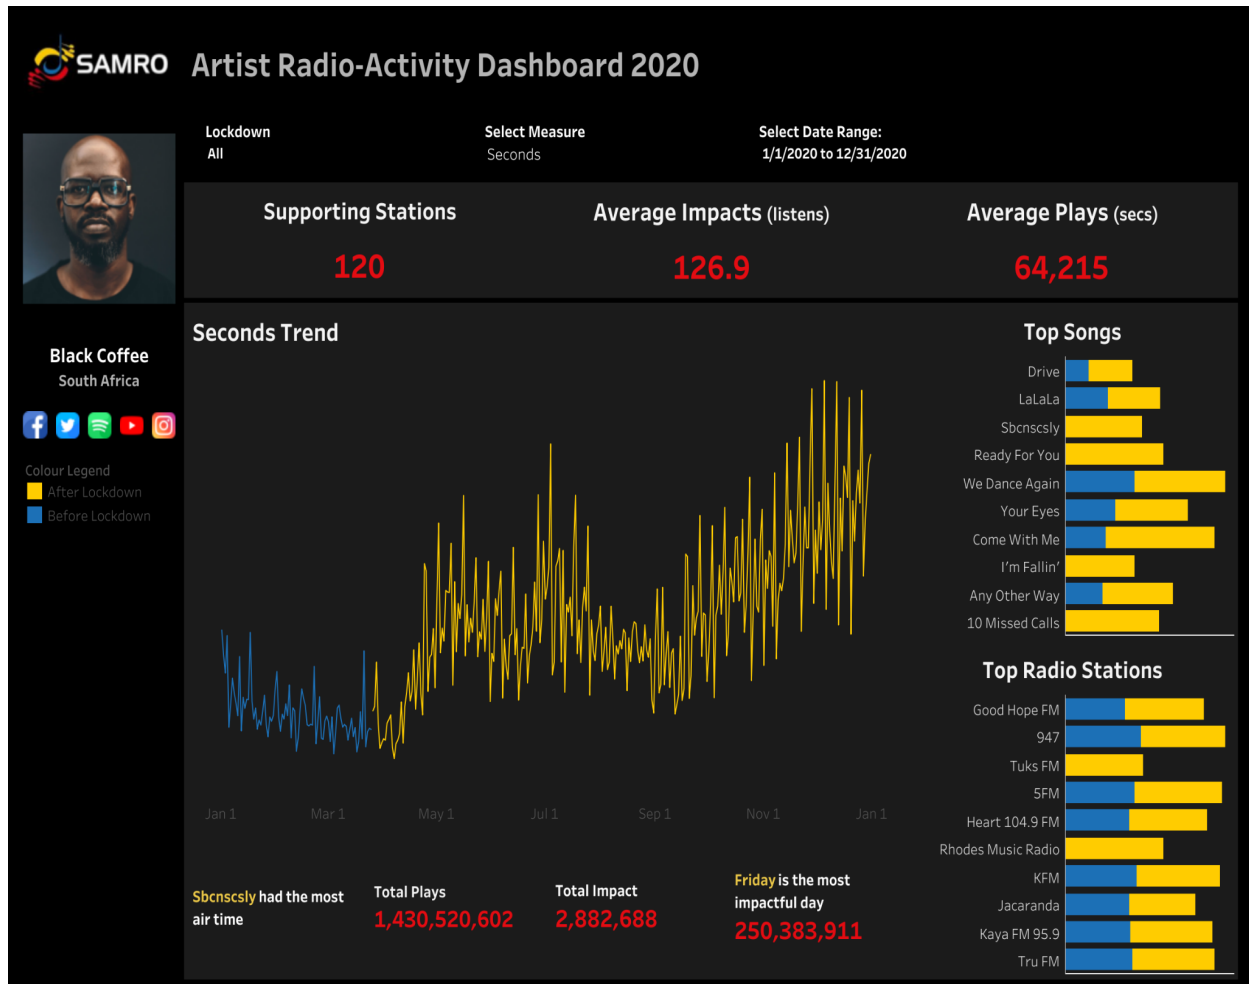 SAMRO
Artist Radio-Activity Dashboard 2020
Lockdown
All
Select Measure
Seconds
Select Date Range:
1/1/2020 to 12/31/2020
Supporting Stations
120
Average Impacts (listens)
126.9
Average Plays (secs)
64,215
Black Coffee
South Africa
Colour Legend
After Lockdown
Before Lockdown
Seconds Trend
Jan 1
Mar 1
May 1
Jul 1
Sep 1
Nov 1
Jan 1
Top Songs
Drive
LaLaLa
Sbcnscsly
Ready For You
We Dance Again
Your Eyes
Come With Me
I'm Fallin'
Any Other Way
10 Missed Calls
Top Radio Stations
Good Hope FM
947
Tuks FM
5FM
Heart 104.9 FM
Rhodes Music Radio
KFM
Jacaranda
Kaya FM 95.9
Tru FM
Sbcnscsly had the most
air time
Total Plays
1,430,520,602
Total Impact
2,882,688
Friday is the most
impactful day
250,383,911